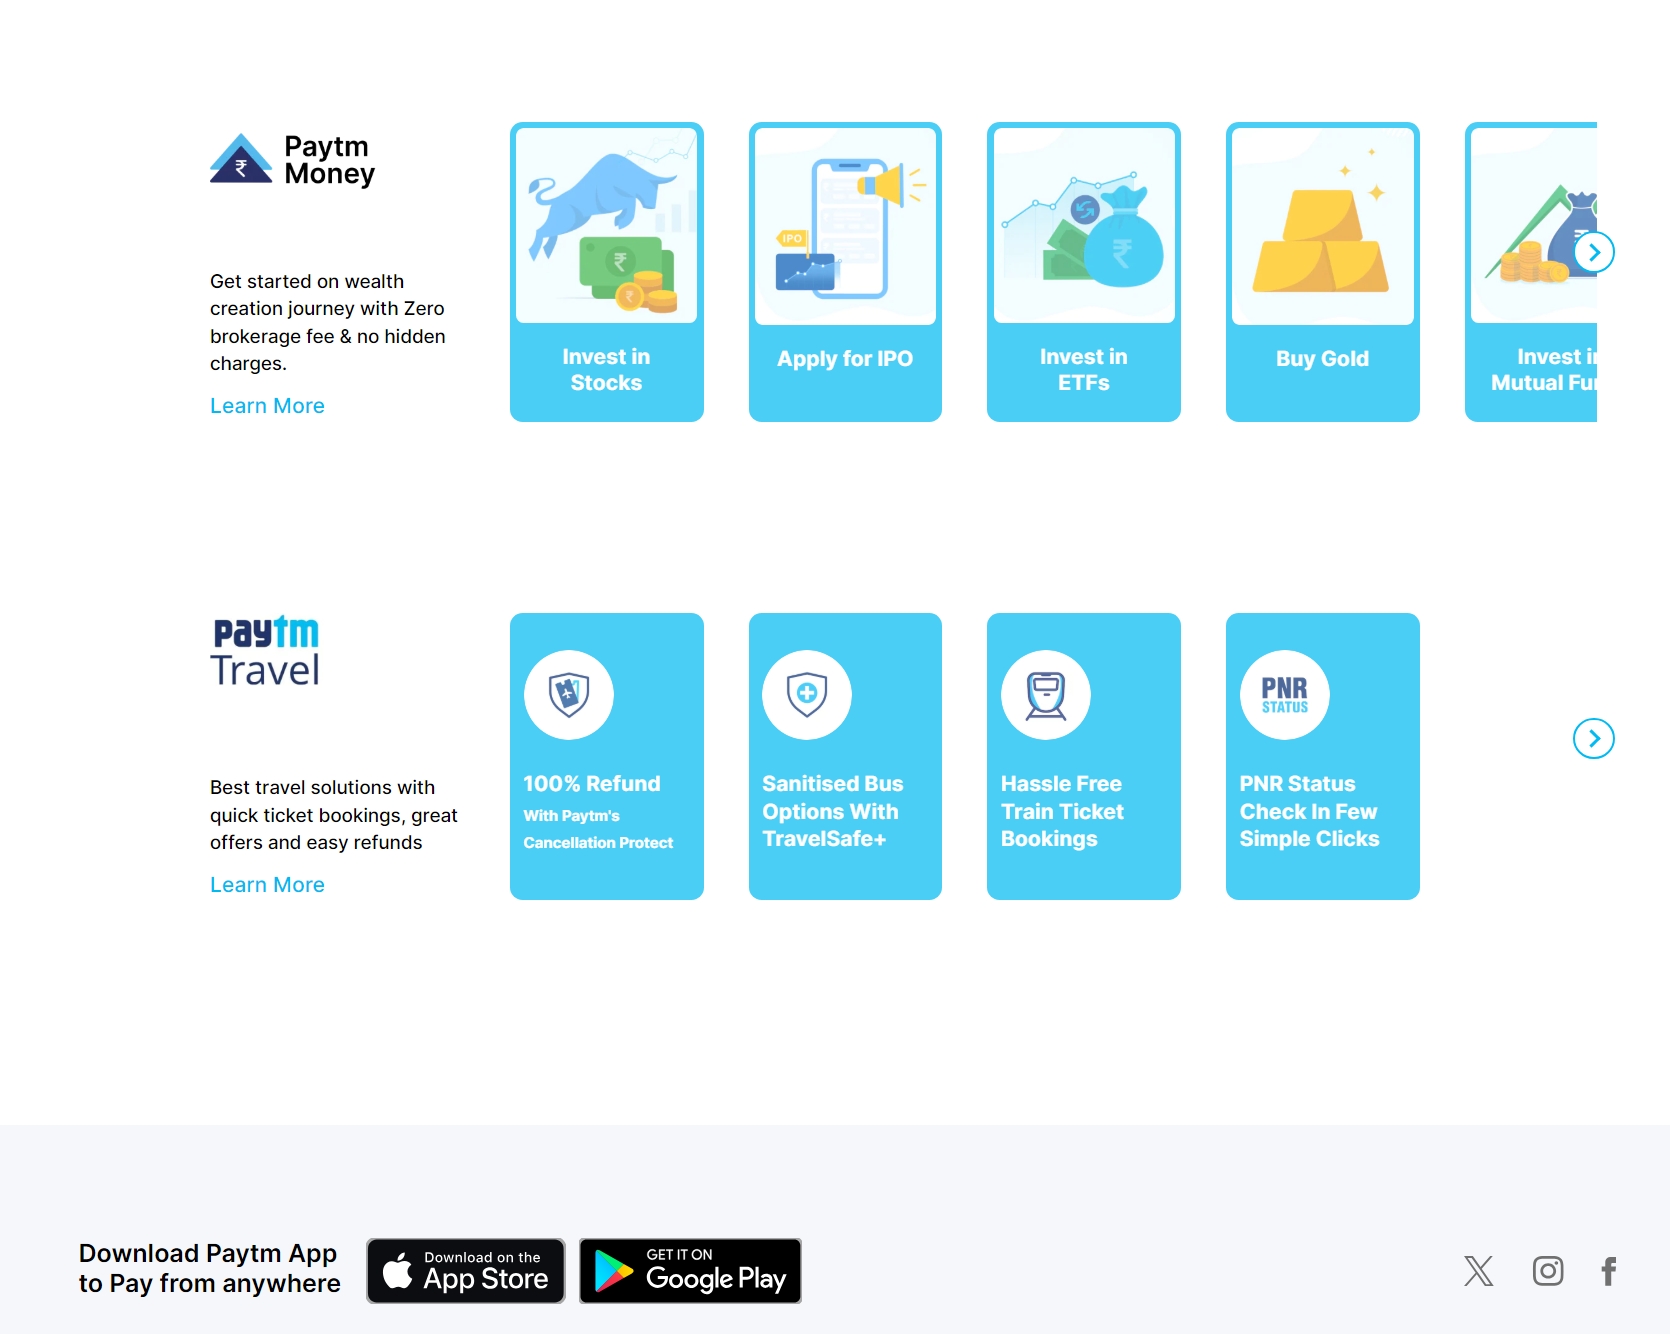 Paytm
Money
Get started on wealth
creation journey with Zero
brokerage fee & no hidden
charges.
Learn More
IPO
Invest in
Stocks
Apply for IPO
Invest in
ETFs
Buy Gold
Invest in
Mutual Fun
paytm
Travel
Best travel solutions with
quick ticket bookings, great
offers and easy refunds
Learn More
100% Refund
With Paytm's
Cancellation Protect
Sanitised Bus
Options With
TravelSafe+
Hassle Free
Train Ticket
Bookings
PNR
STATUS
PNR Status
Check In Few
Simple Clicks
Download Paytm App
to Pay from anywhere
Download on the
App Store
GET IT ON
Google Play